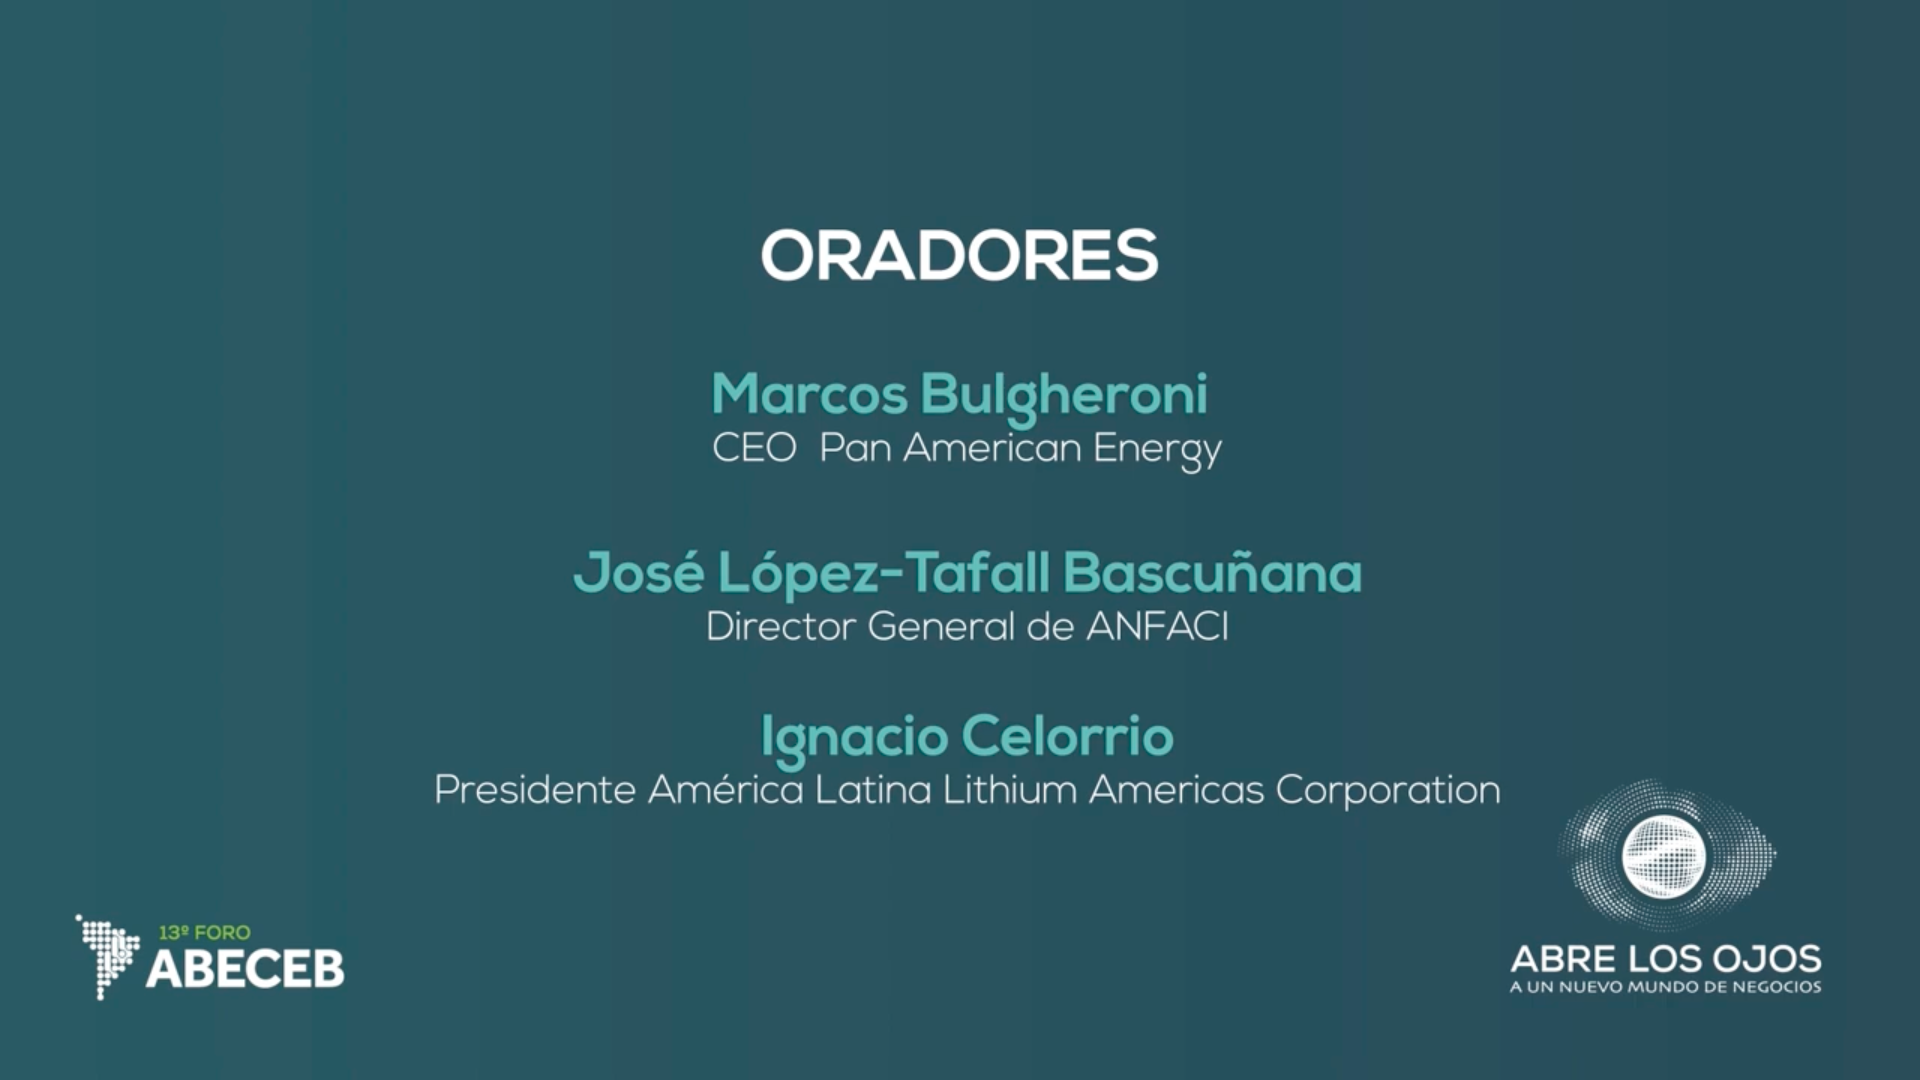 ORADORES
Marcos Bulgheroni
CEO  Pan American Energy
José López-Tafall Bascuñana
Director General de ANFACI
Ignacio Celorrio
Presidente América Latina Lithium Americas Corporation
13º FORO
ABECEB
ABRE LOS OJOS
A UN NUEVO MUNDO DE NEGOCIOS